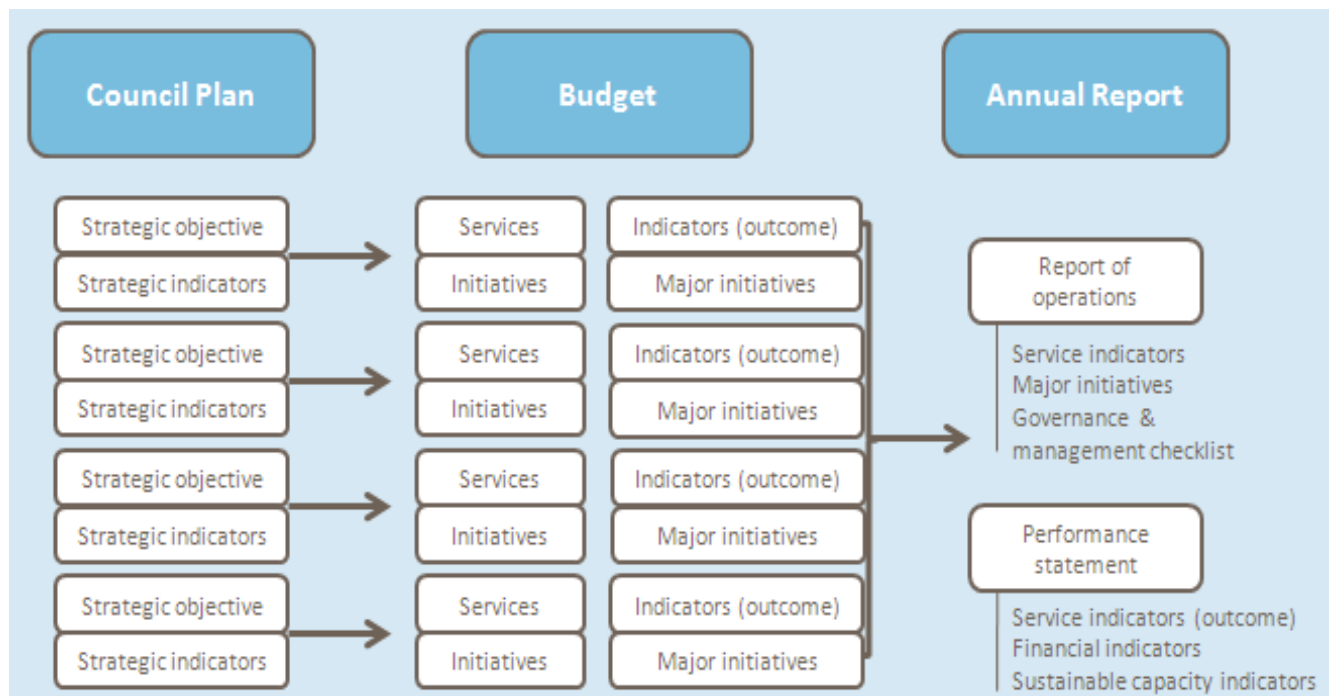 Council Plan
Budget
Annual Report
Strategic objective
Strategic indicators
Strategic objective
Strategic indicators
Strategic objective
Strategic indicators
Strategic objective
Strategic indicators
Services
Initiatives
Services
Initiatives
Services
Initiatives
Services
Initiatives
Indicators (outcome)
Major initiatives
Indicators (outcome)
Major initiatives
Indicators (outcome)
Major initiatives
Indicators (outcome)
Major initiatives
Report of
operations
Service indicators
Major initiatives
Governance &
management checklist
Performance
statement
Service indicators (outcome)
Financial indicators
Sustainable capacity indicators